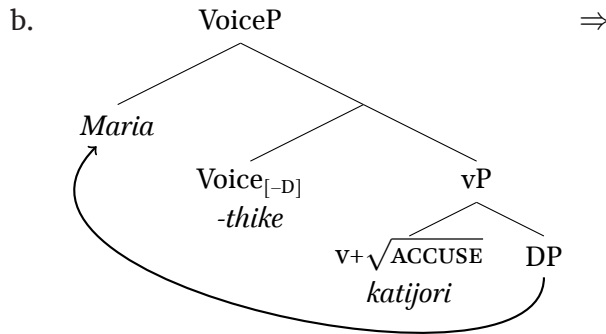 b. VoiceP ⇒
Maria
Voice[–D] vP
-thike
v+√ACCUSE DP
katijori